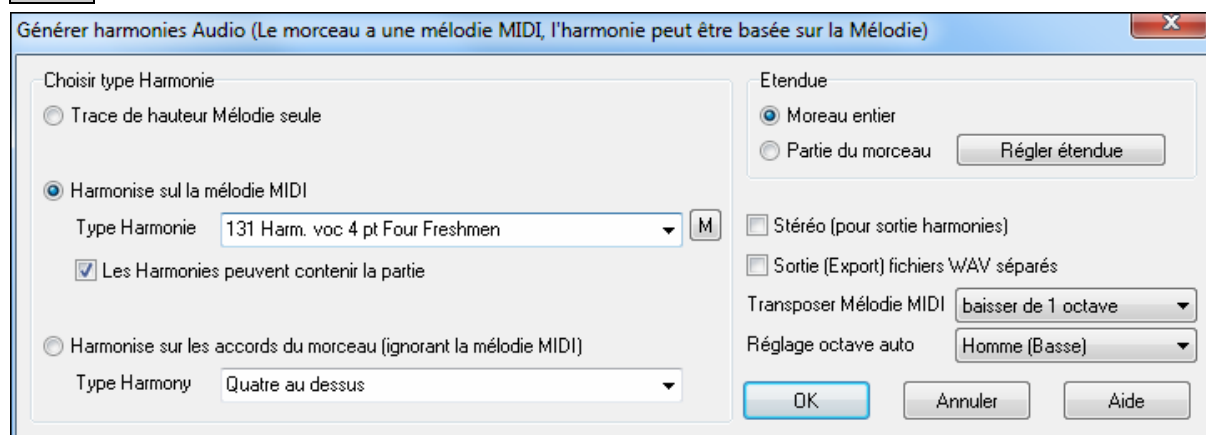 Générer harmonies Audio (Le morceau a une mélodie MIDI, l'harmonie peut être basée sur la Mélodie)
Choisir type Harmonie
Trace de hauteur Mélodie seule
Harmonise sul la mélodie MIDI
Type Harmonie 131 Harm. voc 4 pt Four Freshmen M
Les Harmonies peuvent contenir la partie
Harmonise sur les accords du morceau (ignorant la mélodie MIDI)
Type Harmony Quatre au dessus
Etendue
Moreau entier
Partie du morceau Régler étendue
Stéréo (pour sortie harmonies)
Sortie (Export) fichiers WAV séparés
Transposer Mélodie MIDI baisser de 1 octave
Réglage octave auto Homme (Basse)
OK Annuler Aide